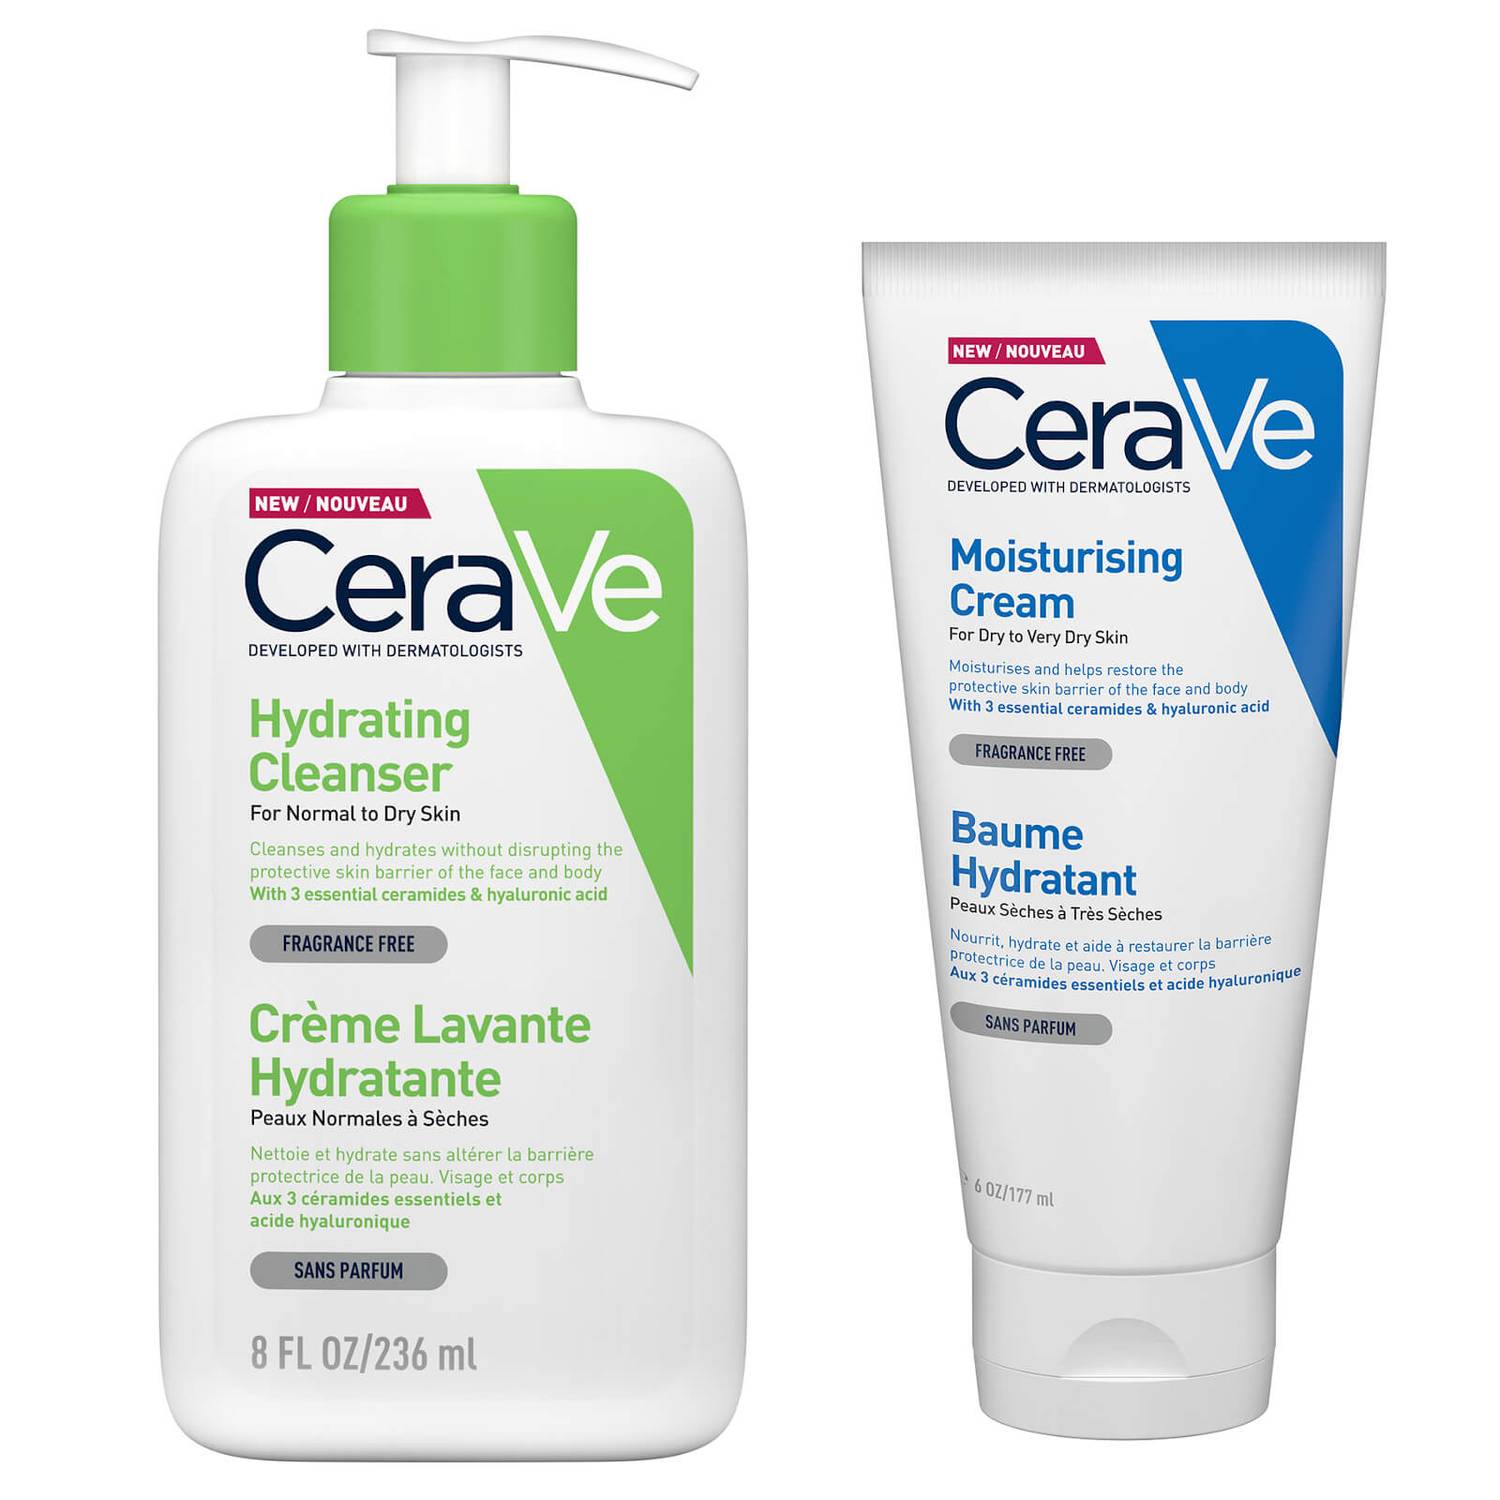 NEW / NOUVEAU
CeraVe
DEVELOPED WITH DERMATOLOGISTS
Hydrating
Cleanser
For Normal to Dry Skin
Cleanses and hydrates without disrupting the
protective skin barrier of the face and body
With 3 essential ceramides & hyaluronic acid
FRAGRANCE FREE
Crème Lavante
Hydratante
Peaux Normales à Sèches
Nettoie et hydrate sans altérer la barrière
protectrice de la peau. Visage et corps
Aux 3 céramides essentiels et
acide hyaluronique
SANS PARFUM
8 FL OZ/236 ml
NEW / NOUVEAU
CeraVe
DEVELOPED WITH DERMATOLOGISTS
Moisturising
Cream
For Dry to Very Dry Skin
Moisturises and helps restore the
protective skin barrier of the face and body
With 3 essential ceramides & hyaluronic acid
FRAGRANCE FREE
Baume
Hydratant
Peaux Sèches à Très Sèches
Nourrit, hydrate et aide à restaurer la barrière
protectrice de la peau. Visage et corps
Aux 3 céramides essentiels et acide hyaluronique
SANS PARFUM
6 OZ/177 ml